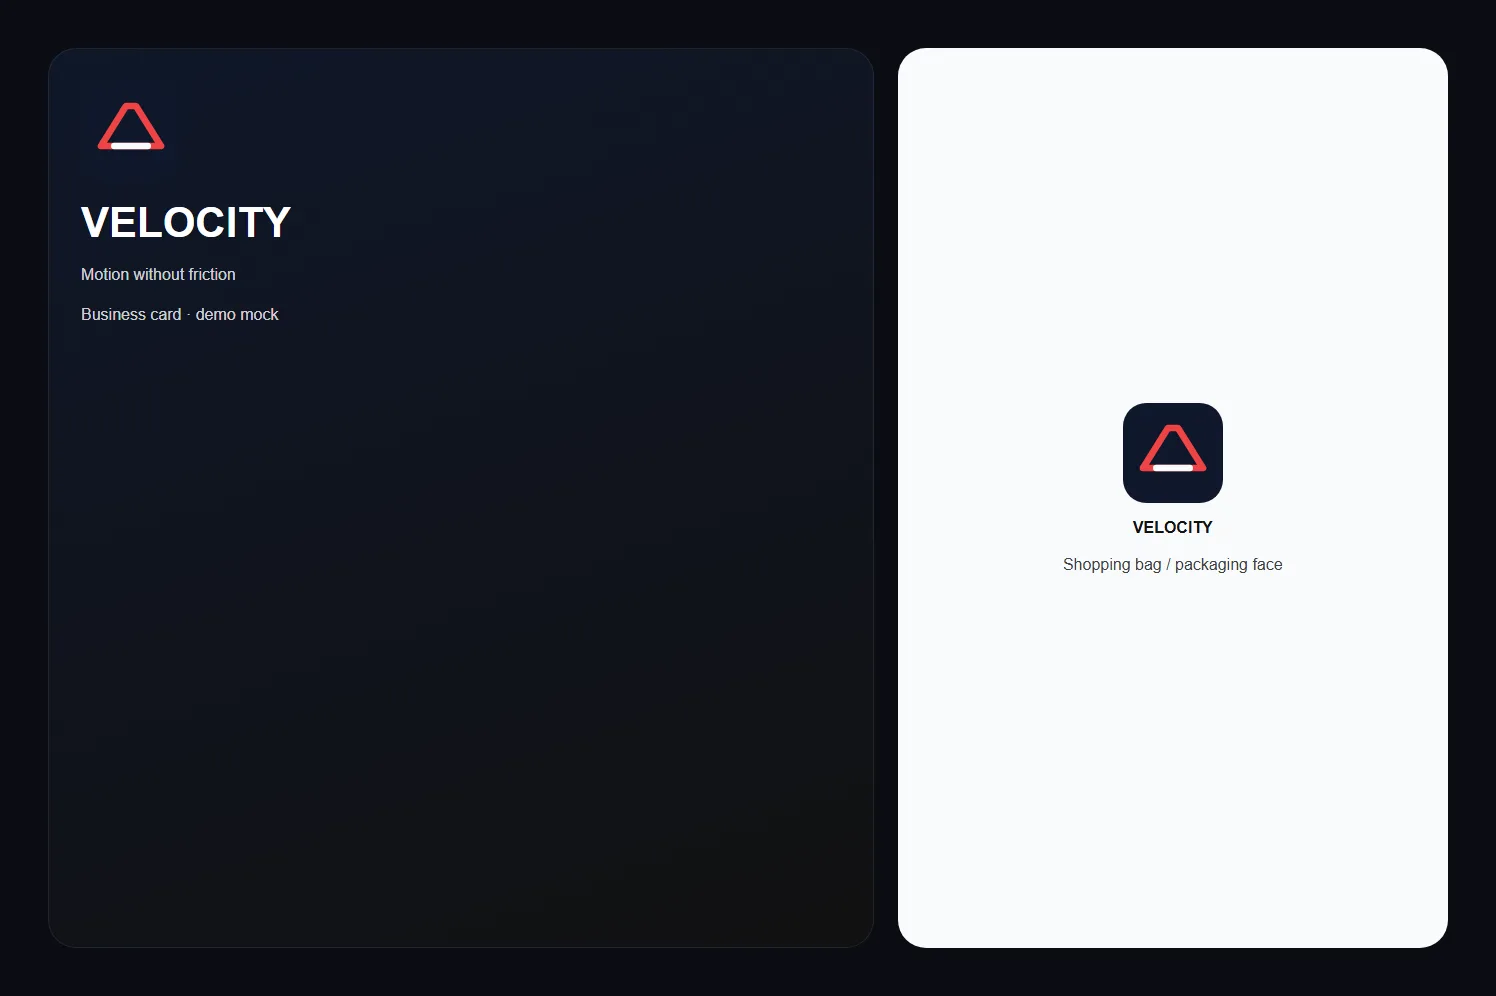 VELOCITY
Motion without friction
Business card · demo mock
VELOCITY
Shopping bag / packaging face